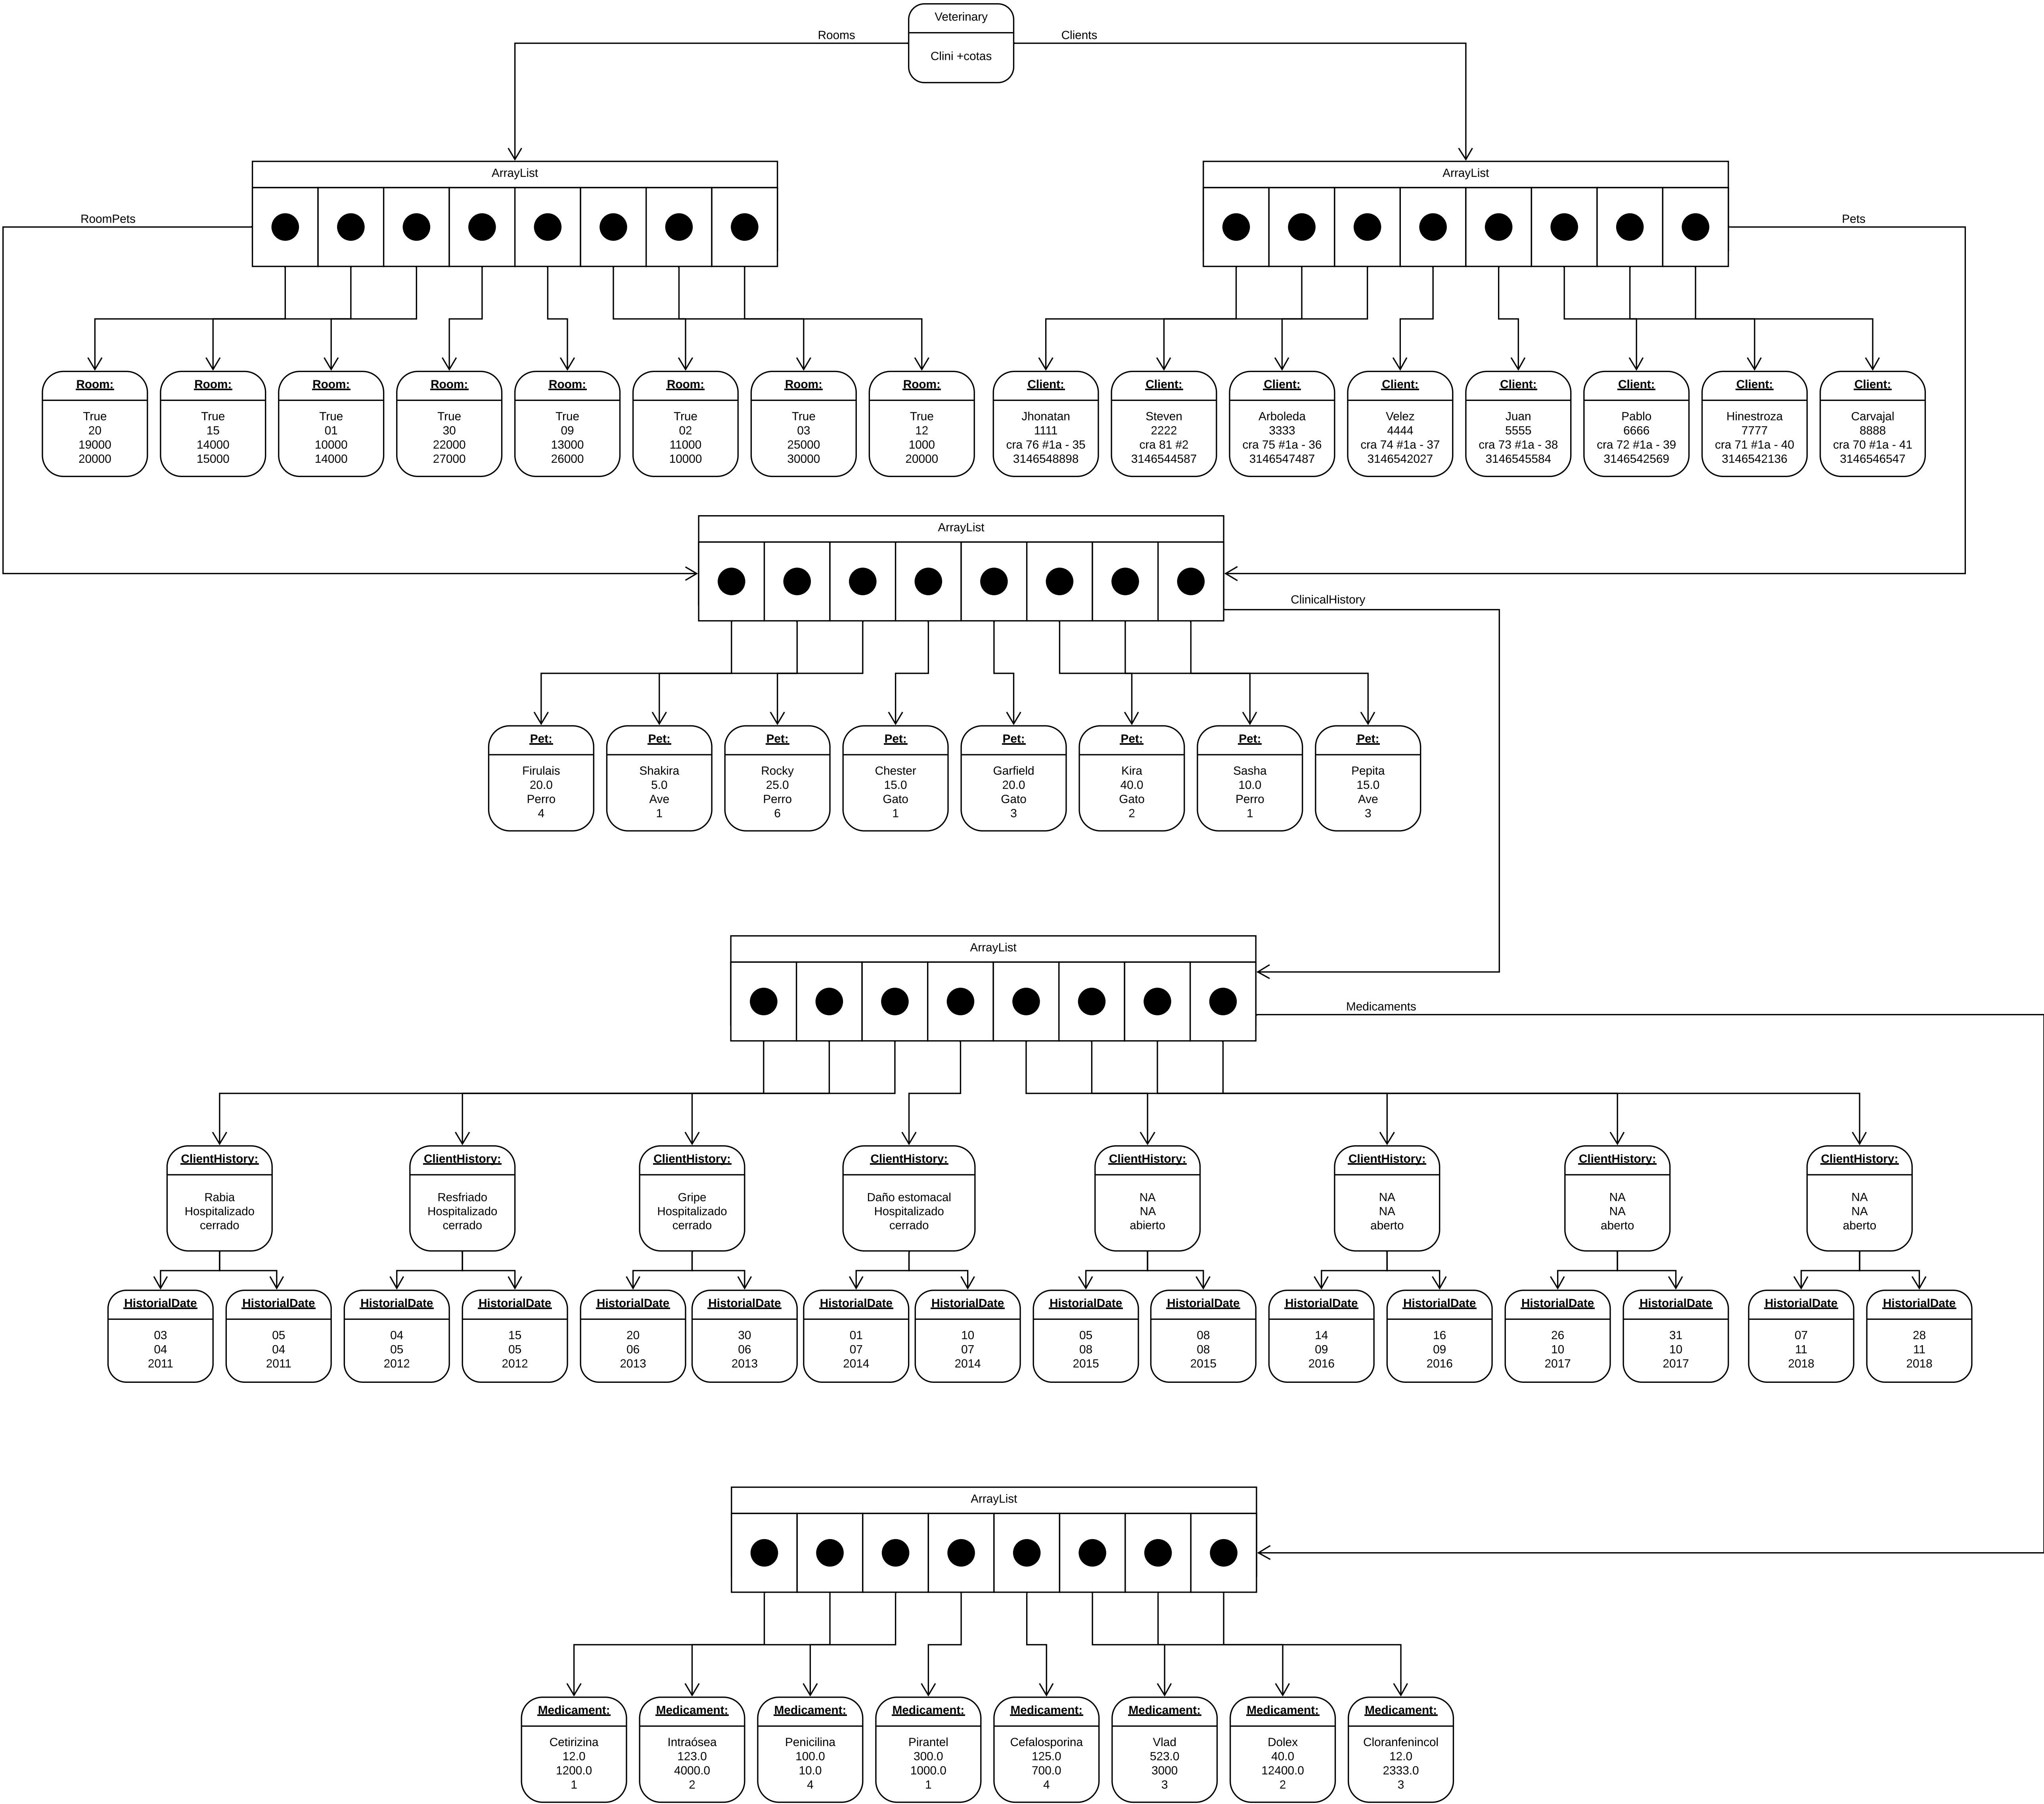 Veterinary
Clini +cotas
Rooms
Clients
ArrayList
ArrayList
RoomPets
Pets
Room:
True
20
19000
20000
Room:
True
15
14000
15000
Room:
True
01
10000
14000
Room:
True
30
22000
27000
Room:
True
09
13000
26000
Room:
True
02
11000
10000
Room:
True
03
25000
30000
Room:
True
12
1000
20000
Client:
Jhonatan
1111
cra 76 #1a - 35
3146548898
Client:
Steven
2222
cra 81 #2
3146544587
Client:
Arboleda
3333
cra 75 #1a - 36
3146547487
Client:
Velez
4444
cra 74 #1a - 37
3146542027
Client:
Juan
5555
cra 73 #1a - 38
3146545584
Client:
Pablo
6666
cra 72 #1a - 39
3146542569
Client:
Hinestroza
7777
cra 71 #1a - 40
3146542136
Client:
Carvajal
8888
cra 70 #1a - 41
3146546547
ArrayList
ClinicalHistory
Pet:
Firulais
20.0
Perro
4
Pet:
Shakira
5.0
Ave
1
Pet:
Rocky
25.0
Perro
6
Pet:
Chester
15.0
Gato
1
Pet:
Garfield
20.0
Gato
3
Pet:
Kira
40.0
Gato
2
Pet:
Sasha
10.0
Perro
1
Pet:
Pepita
15.0
Ave
3
ArrayList
Medicaments
ClientHistory:
Rabia
Hospitalizado
cerrado
ClientHistory:
Resfriado
Hospitalizado
cerrado
ClientHistory:
Gripe
Hospitalizado
cerrado
ClientHistory:
Daño estomacal
Hospitalizado
cerrado
ClientHistory:
NA
NA
abierto
ClientHistory:
NA
NA
aberto
ClientHistory:
NA
NA
aberto
ClientHistory:
NA
NA
aberto
HistorialDate
03
04
2011
HistorialDate
05
04
2011
HistorialDate
04
05
2012
HistorialDate
15
05
2012
HistorialDate
20
06
2013
HistorialDate
30
06
2013
HistorialDate
01
07
2014
HistorialDate
10
07
2014
HistorialDate
05
08
2015
HistorialDate
08
08
2015
HistorialDate
14
09
2016
HistorialDate
16
09
2016
HistorialDate
26
10
2017
HistorialDate
31
10
2017
HistorialDate
07
11
2018
HistorialDate
28
11
2018
ArrayList
Medicament:
Cetirizina
12.0
1200.0
1
Medicament:
Intraósea
123.0
4000.0
2
Medicament:
Penicilina
100.0
10.0
4
Medicament:
Pirantel
300.0
1000.0
1
Medicament:
Cefalosporina
125.0
700.0
4
Medicament:
Vlad
523.0
3000
3
Medicament:
Dolex
40.0
12400.0
2
Medicament:
Cloranfenincol
12.0
2333.0
3